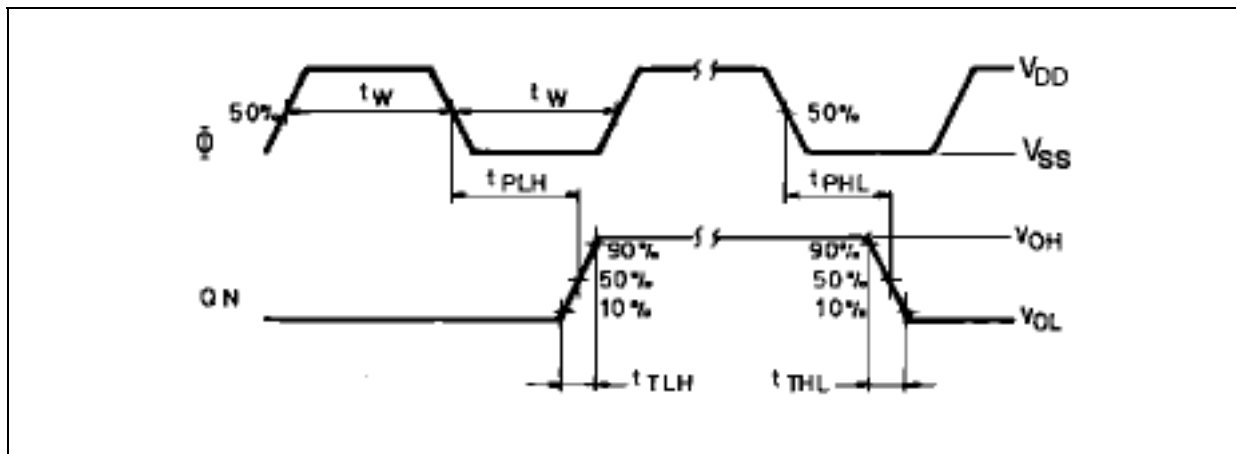 VDD
tW
tW
50%
50%
Φ
VSS
tPLH
tPHL
VOH
90%
90%
50%
50%
QN
10%
10%
VOL
tTLH
tTHL